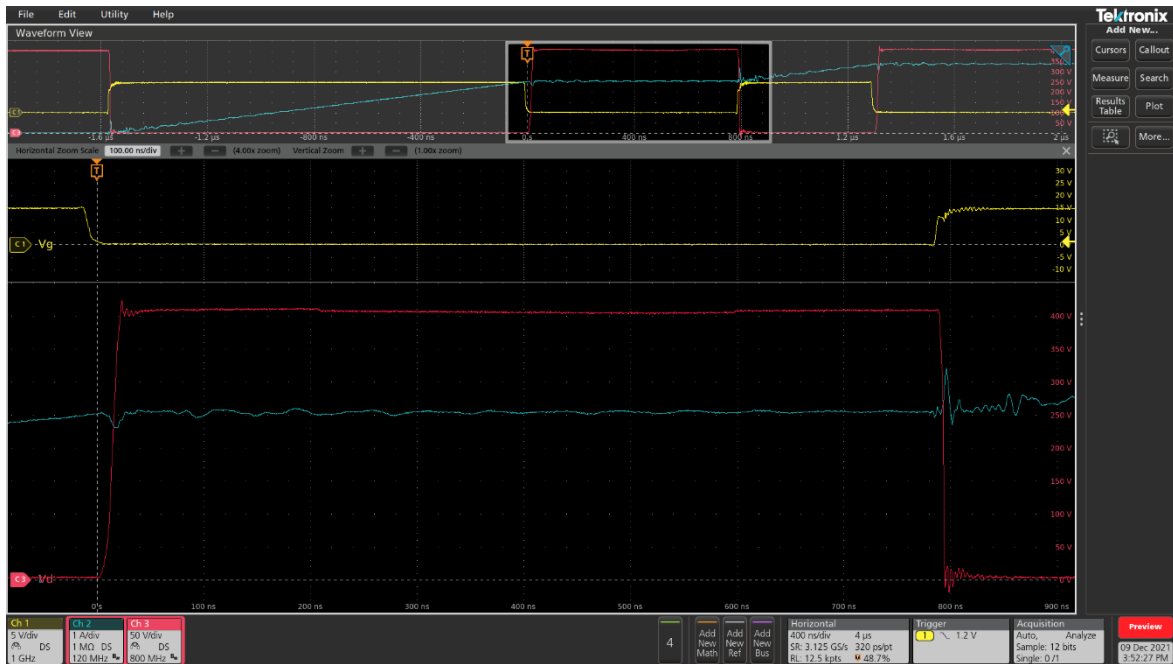 File Edit Utility Help
Tektronix
Waveform View
Add New...
Cursors Callout
Measure Search
Results Table Plot
More...
T
350 V
300 V
250 V
200 V
150 V
100 V
50 V
C1
C3
-1.6 µs -1.2 µs -800 ns -400 ns 0 s 400 ns 800 ns 1.2 µs 1.6 µs 2 µs
Horizontal Zoom Scale 100.00 ns/div + - (4.00x zoom) Vertical Zoom + - (1.00x zoom)
T
30 V
25 V
20 V
15 V
10 V
5 V
C1 Vg 0 V
-5 V
-10 V
400 V
350 V
300 V
250 V
200 V
150 V
100 V
50 V
C3 Vd 0 V
0 s 100 ns 200 ns 300 ns 400 ns 500 ns 600 ns 700 ns 800 ns 900 ns
Ch 1
5 V/div
DS
1 GHz
Ch 2
1 A/div
1 MΩ DS
120 MHz
Ch 3
50 V/div
DS
800 MHz
4
Add New Math
Add New Ref
Add New Bus
Horizontal
400 ns/div 4 µs
SR: 3.125 GS/s 320 ps/pt
RL: 12.5 kpts 48.7%
Trigger
1 1.2 V
Acquisition
Auto, Analyze
Sample: 12 bits
Single: 0/1
Preview
09 Dec 2021
3:52:27 PM